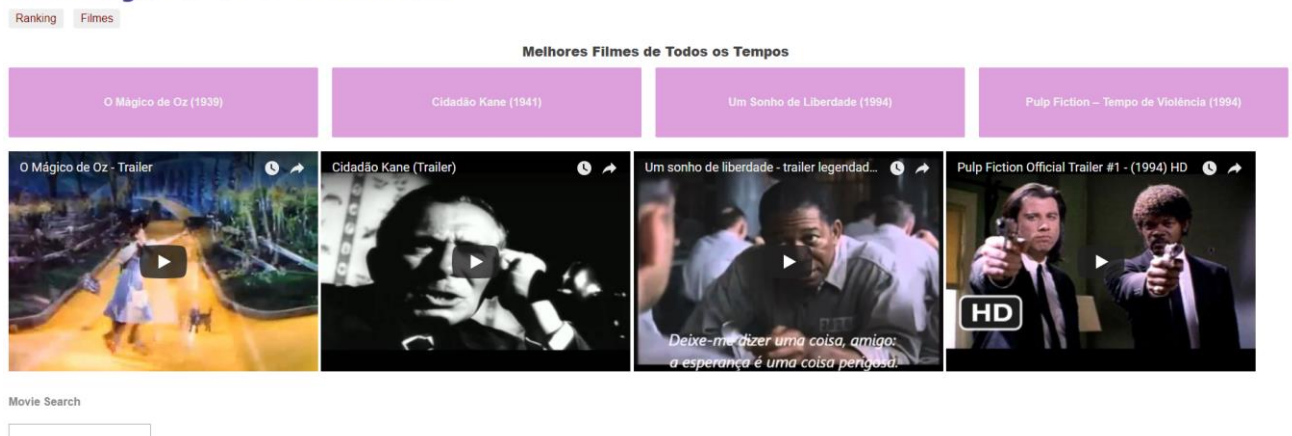 Ranking Filmes
Melhores Filmes de Todos os Tempos
O Mágico de Oz (1939)
Cidadão Kane (1941)
Um Sonho de Liberdade (1994)
Pulp Fiction – Tempo de Violência (1994)
O Mágico de Oz - Trailer
Cidadão Kane (Trailer)
Um sonho de liberdade - trailer legendad...
Pulp Fiction Official Trailer #1 - (1994) HD
HD
Deixe-me dizer uma coisa, amigo:
a esperança é uma coisa perigosa.
Movie Search